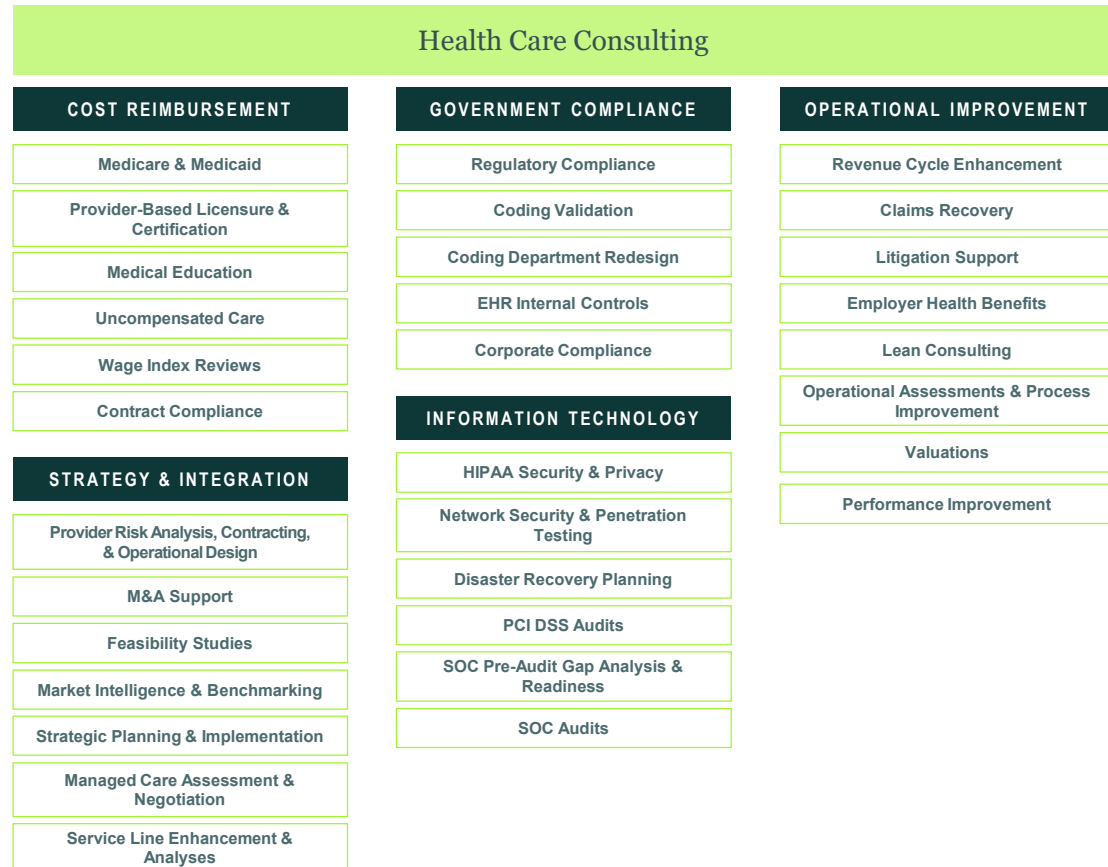 Health Care Consulting
COST REIMBURSEMENT
Medicare & Medicaid
Provider-Based Licensure &
Certification
Medical Education
Uncompensated Care
Wage Index Reviews
Contract Compliance
STRATEGY & INTEGRATION
Provider Risk Analysis, Contracting,
& Operational Design
M&A Support
Feasibility Studies
Market Intelligence & Benchmarking
Strategic Planning & Implementation
Managed Care Assessment &
Negotiation
Service Line Enhancement &
Analyses
GOVERNMENT COMPLIANCE
Regulatory Compliance
Coding Validation
Coding Department Redesign
EHR Internal Controls
Corporate Compliance
INFORMATION TECHNOLOGY
HIPAA Security & Privacy
Network Security & Penetration
Testing
Disaster Recovery Planning
PCI DSS Audits
SOC Pre-Audit Gap Analysis &
Readiness
SOC Audits
OPERATIONAL IMPROVEMENT
Revenue Cycle Enhancement
Claims Recovery
Litigation Support
Employer Health Benefits
Lean Consulting
Operational Assessments & Process
Improvement
Valuations
Performance Improvement